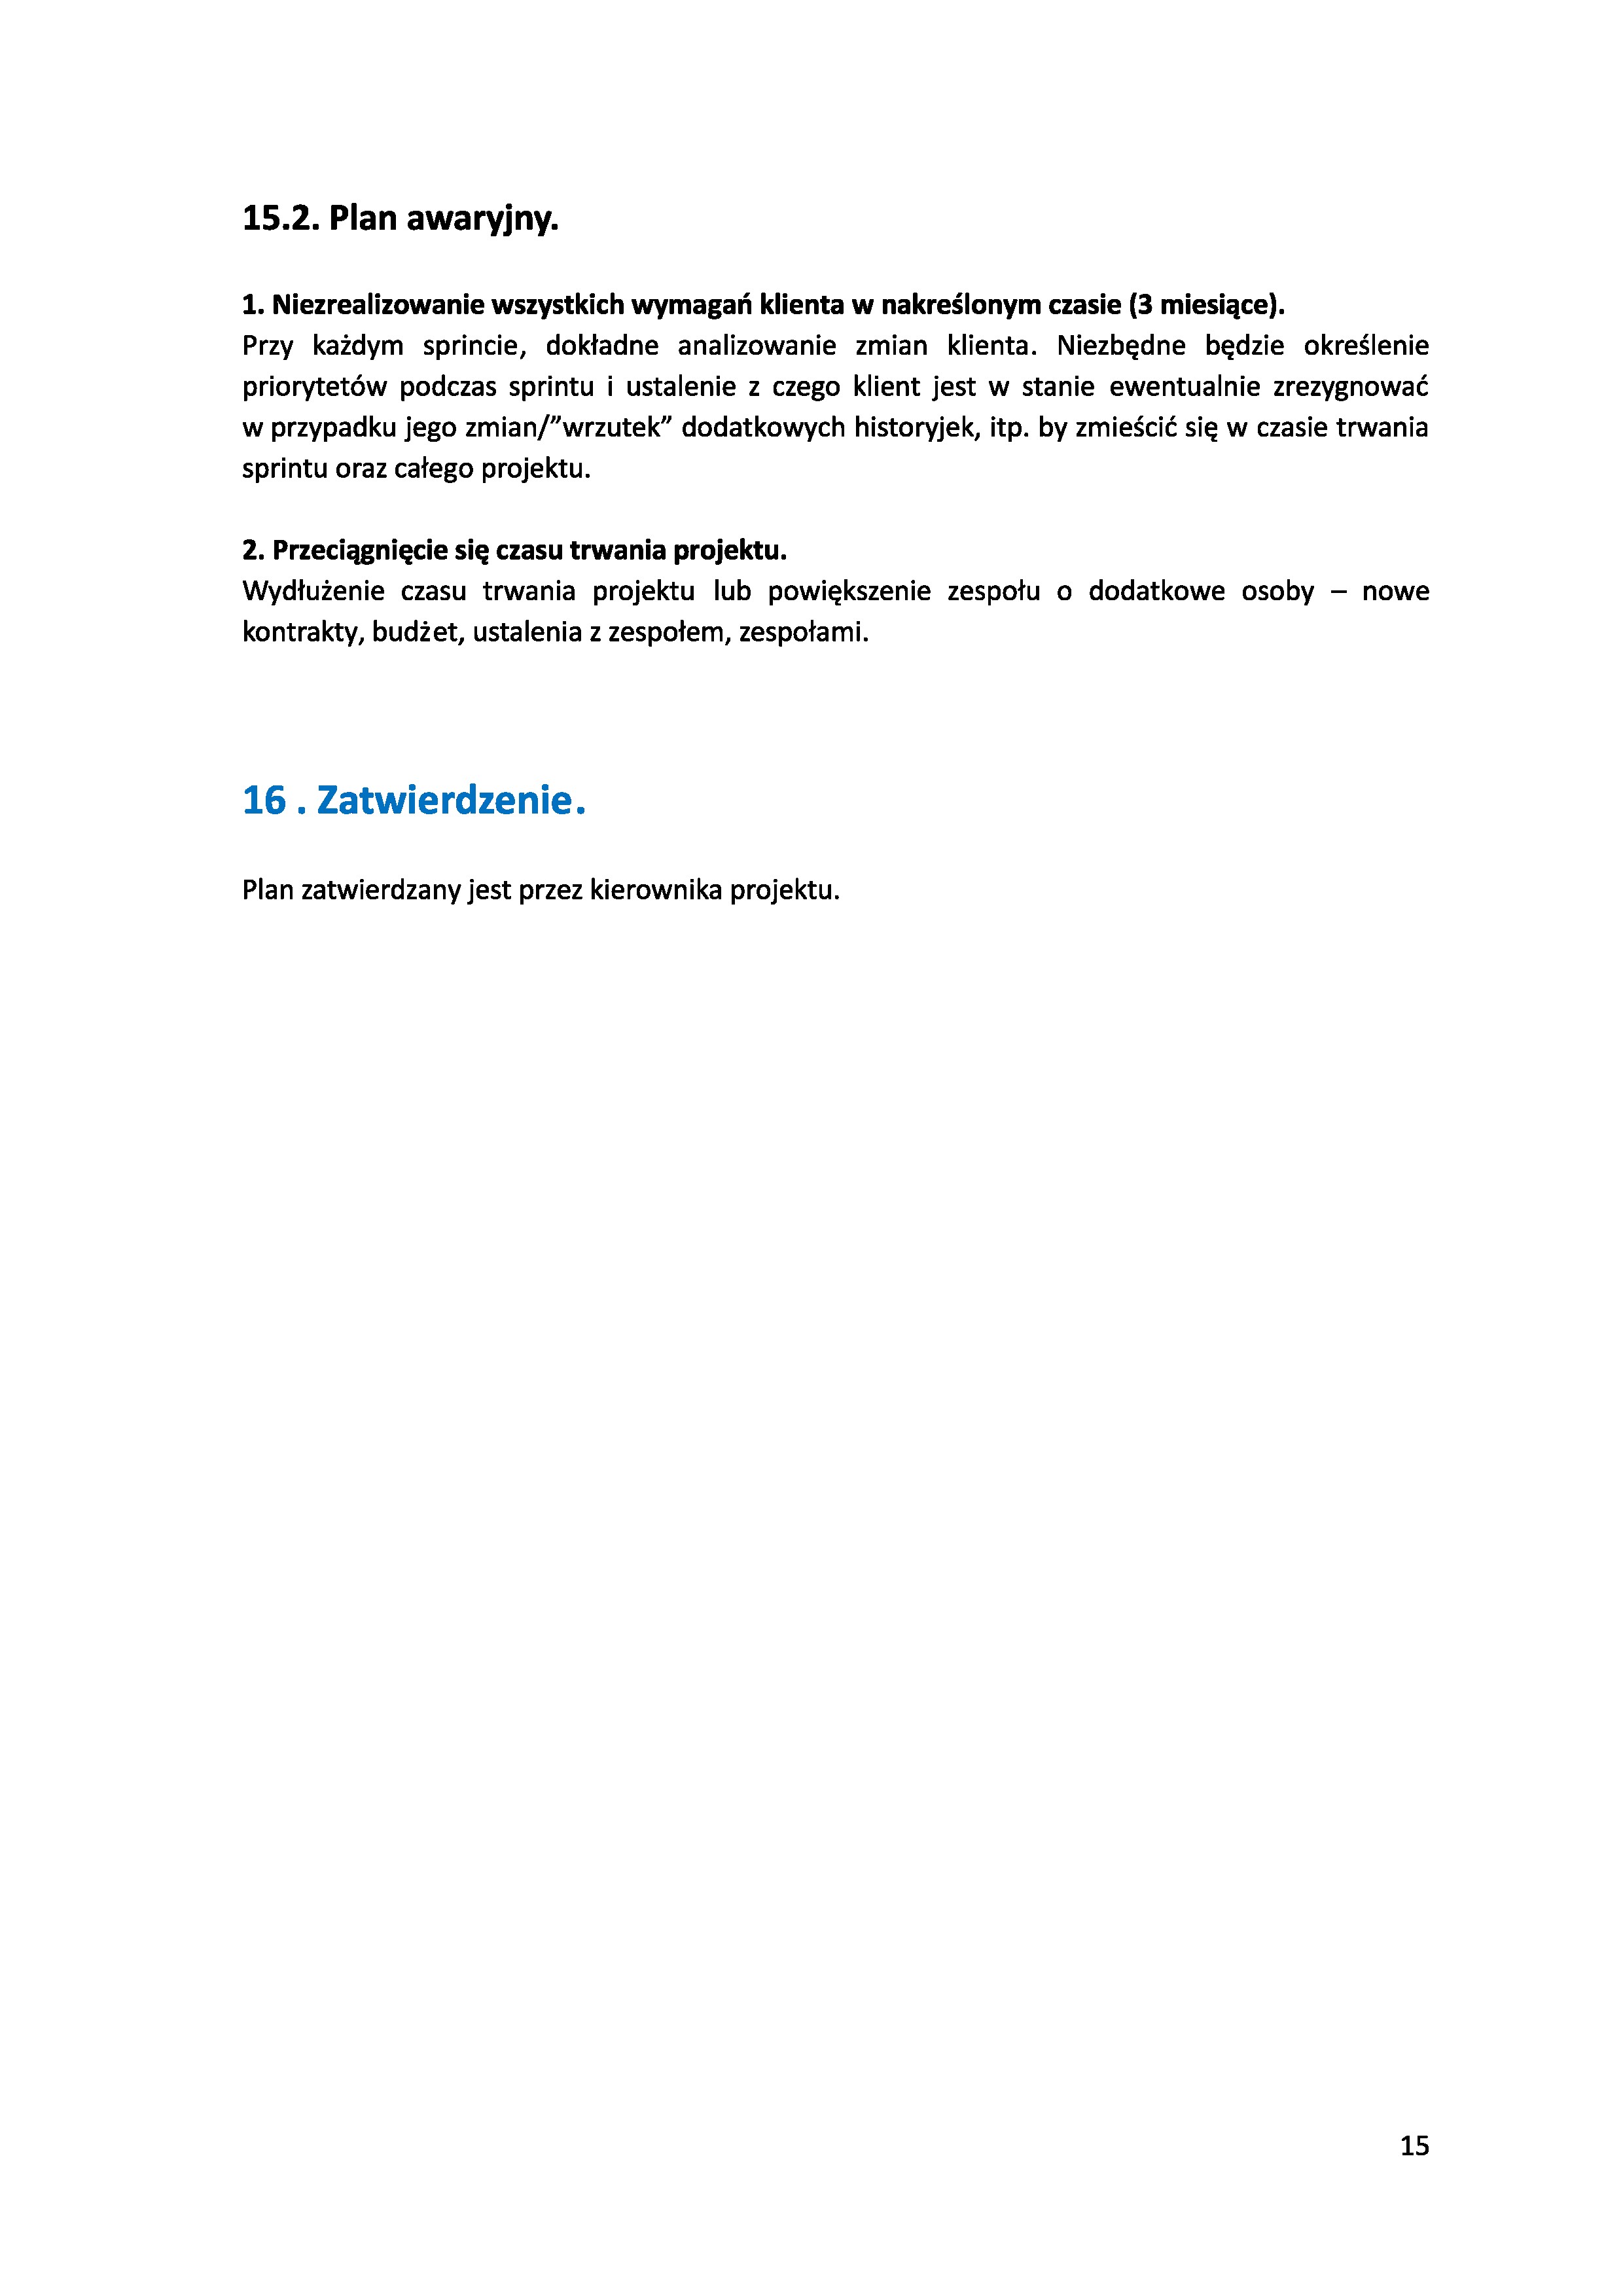 15.2. Plan awaryjny.
1. Niezrealizowanie wszystkich wymagań klienta w nakreślonym czasie (3 miesiące).
Przy każdym sprincie, dokładne analizowanie zmian klienta. Niezbędne będzie określenie
priorytetów podczas sprintu i ustalenie z czego klient jest w stanie ewentualnie zrezygnować
w przypadku jego zmian/”wrzutek” dodatkowych historyjek, itp. by zmieścić się w czasie trwania
sprintu oraz całego projektu.
2. Przeciągnięcie się czasu trwania projektu.
Wydłużenie czasu trwania projektu lub powiększenie zespołu o dodatkowe osoby – nowe
kontrakty, budżet, ustalenia z zespołem, zespołami.
16 . Zatwierdzenie.
Plan zatwierdzany jest przez kierownika projektu.
15